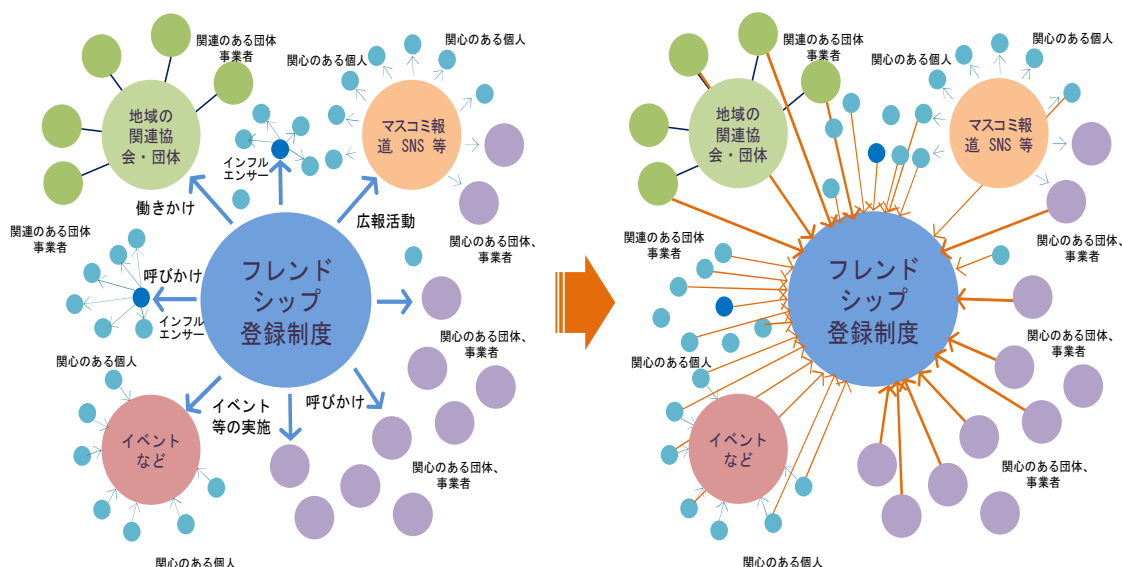 関連のある団体
事業者
関心のある個人
関心のある個人
地域の
関連協
会・団体
マスコミ報
道、SNS 等
インフル
エンサー
働きかけ
広報活動
関連のある団体
事業者
関心のある団体、
事業者
呼びかけ
フレンド
シップ
登録制度
インフル
エンサー
関心のある団体、
事業者
関心のある個人
イベント
等の実施
呼びかけ
イベント
など
関心のある団体、
事業者
関心のある個人
関連のある団体
事業者
関心のある個人
関心のある個人
地域の
関連協
会・団体
マスコミ報
道、SNS 等
関連のある団体
事業者
関心のある団体、
事業者
フレンド
シップ
登録制度
関心のある団体、
事業者
関心のある個人
イベント
など
関心のある団体、
事業者
関心のある個人